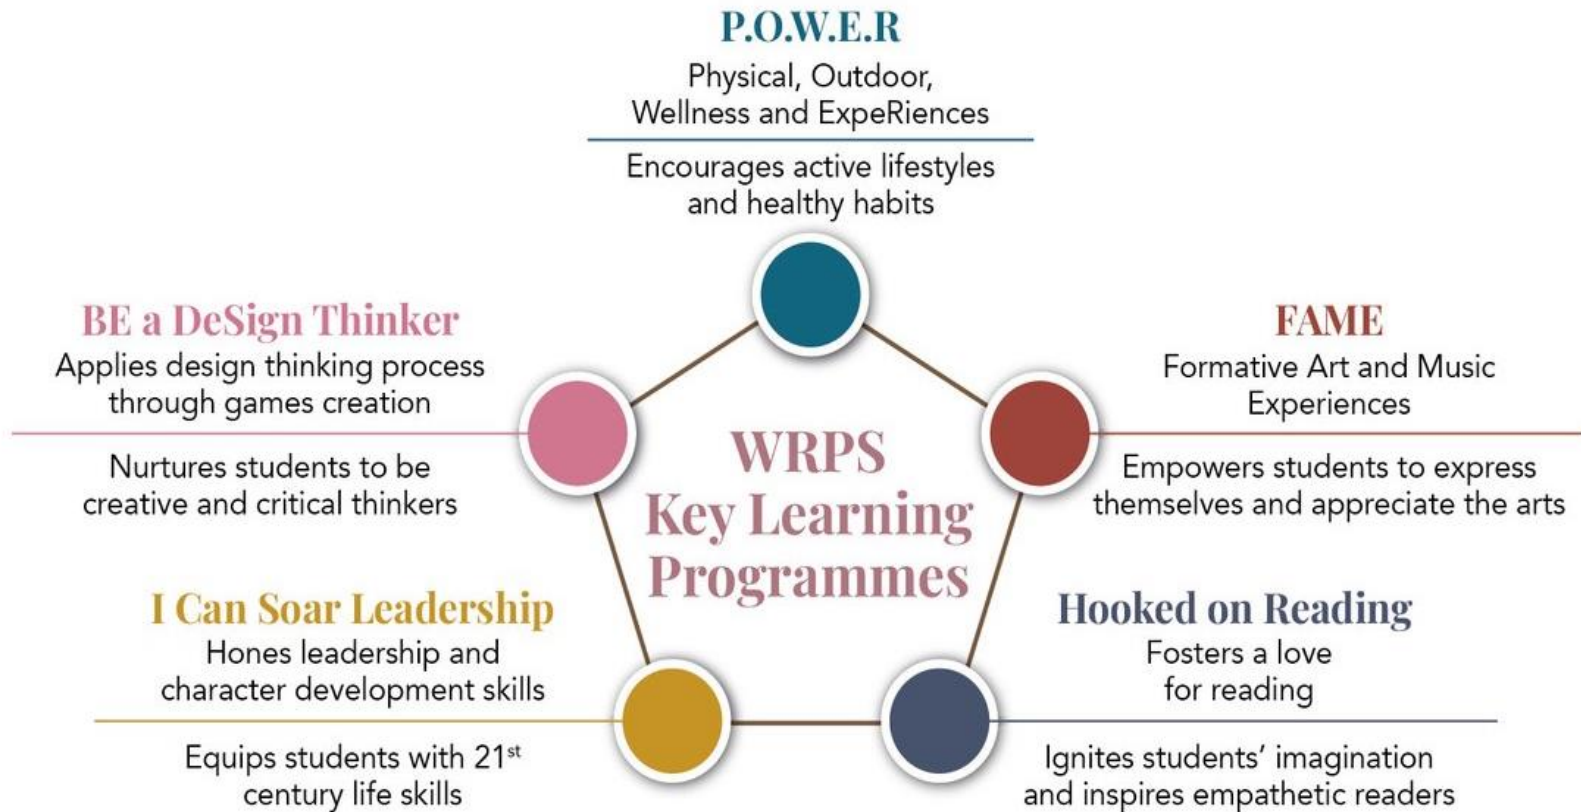 P.O.W.E.R
Physical, Outdoor,
Wellness and ExpeRiences
Encourages active lifestyles
and healthy habits
BE a DeSign Thinker
Applies design thinking process
through games creation
Nurtures students to be
creative and critical thinkers
FAME
Formative Art and Music
Experiences
Empowers students to express
themselves and appreciate the arts
WRPS
Key Learning
Programmes
I Can Soar Leadership
Hones leadership and
character development skills
Equips students with 21st
century life skills
Hooked on Reading
Fosters a love
for reading
Ignites students’ imagination
and inspires empathetic readers